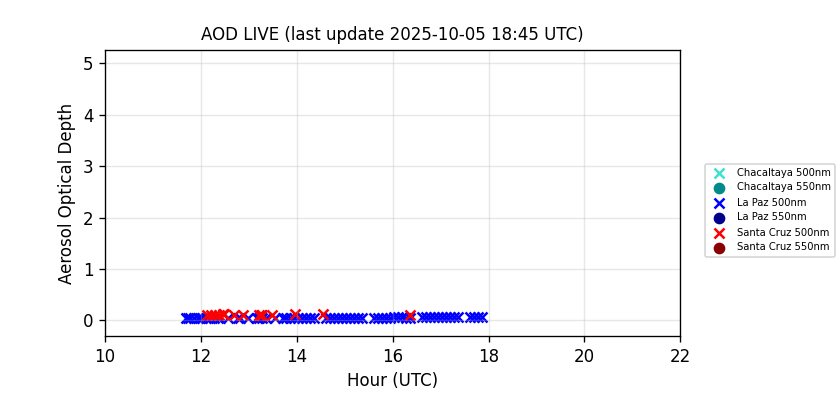 AOD LIVE (last update 2025-10-05 18:45 UTC)
Aerosol Optical Depth
5
4
3
2
1
0
10 12 14 16 18 20 22
Hour (UTC)
Chacaltaya 500nm
Chacaltaya 550nm
La Paz 500nm
La Paz 550nm
Santa Cruz 500nm
Santa Cruz 550nm